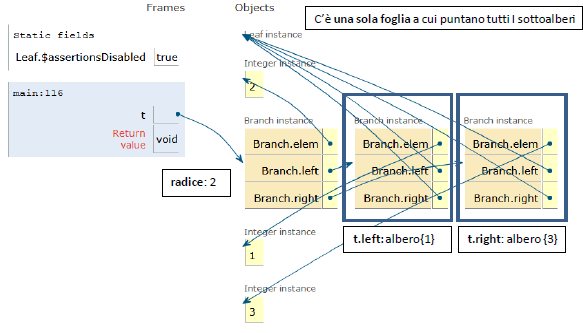 Frames
Objects
C'è una sola foglia a cui puntano tutti I sottoalberi
Static fields
Leaf.$assertionsDisabled true
Leaf instance
Integer instance
2
main:116
t
Return value void
radice: 2
Branch instance
Branch.elem
Branch.left
Branch.right
Branch instance
Branch.elem
Branch.left
Branch.right
Branch instance
Branch.elem
Branch.left
Branch.right
t.left: albero{1}
t.right: albero {3}
Integer instance
1
Integer instance
3